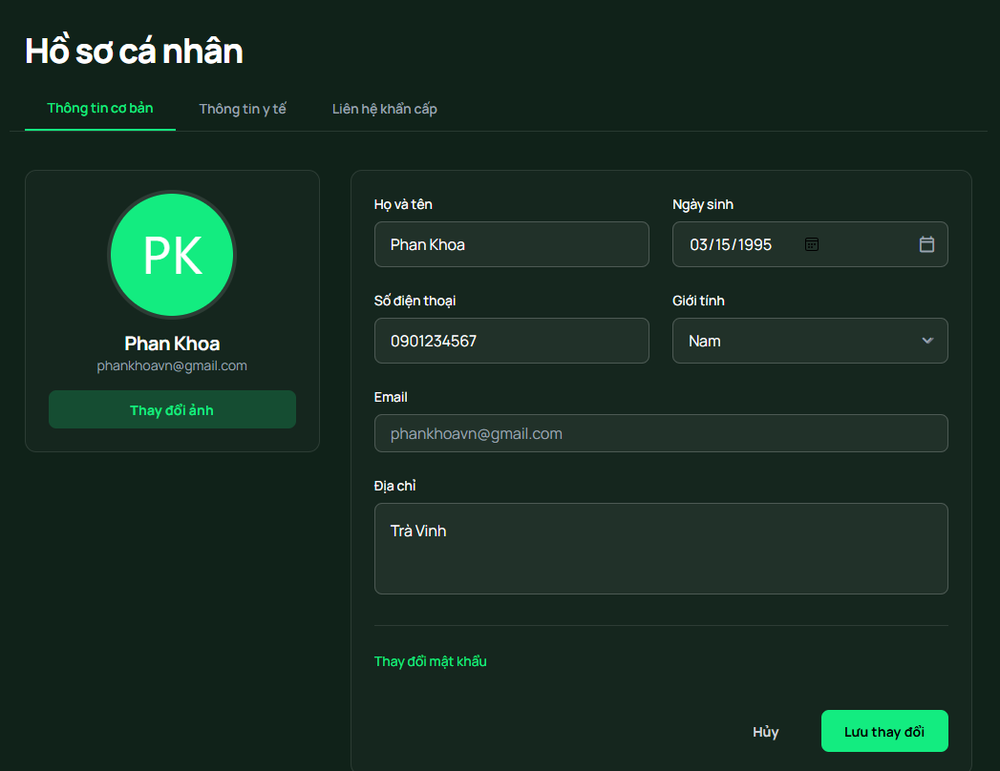 Hồ sơ cá nhân
Thông tin cơ bản
Thông tin y tế
Liên hệ khẩn cấp
PK
Phan Khoa
phankhoavn@gmail.com
Thay đổi ảnh
Họ và tên
Phan Khoa
Ngày sinh
03/15/1995
Số điện thoại
0901234567
Giới tính
Nam
Email
phankhoavn@gmail.com
Địa chỉ
Trà Vinh
Thay đổi mật khẩu
Hủy
Lưu thay đổi